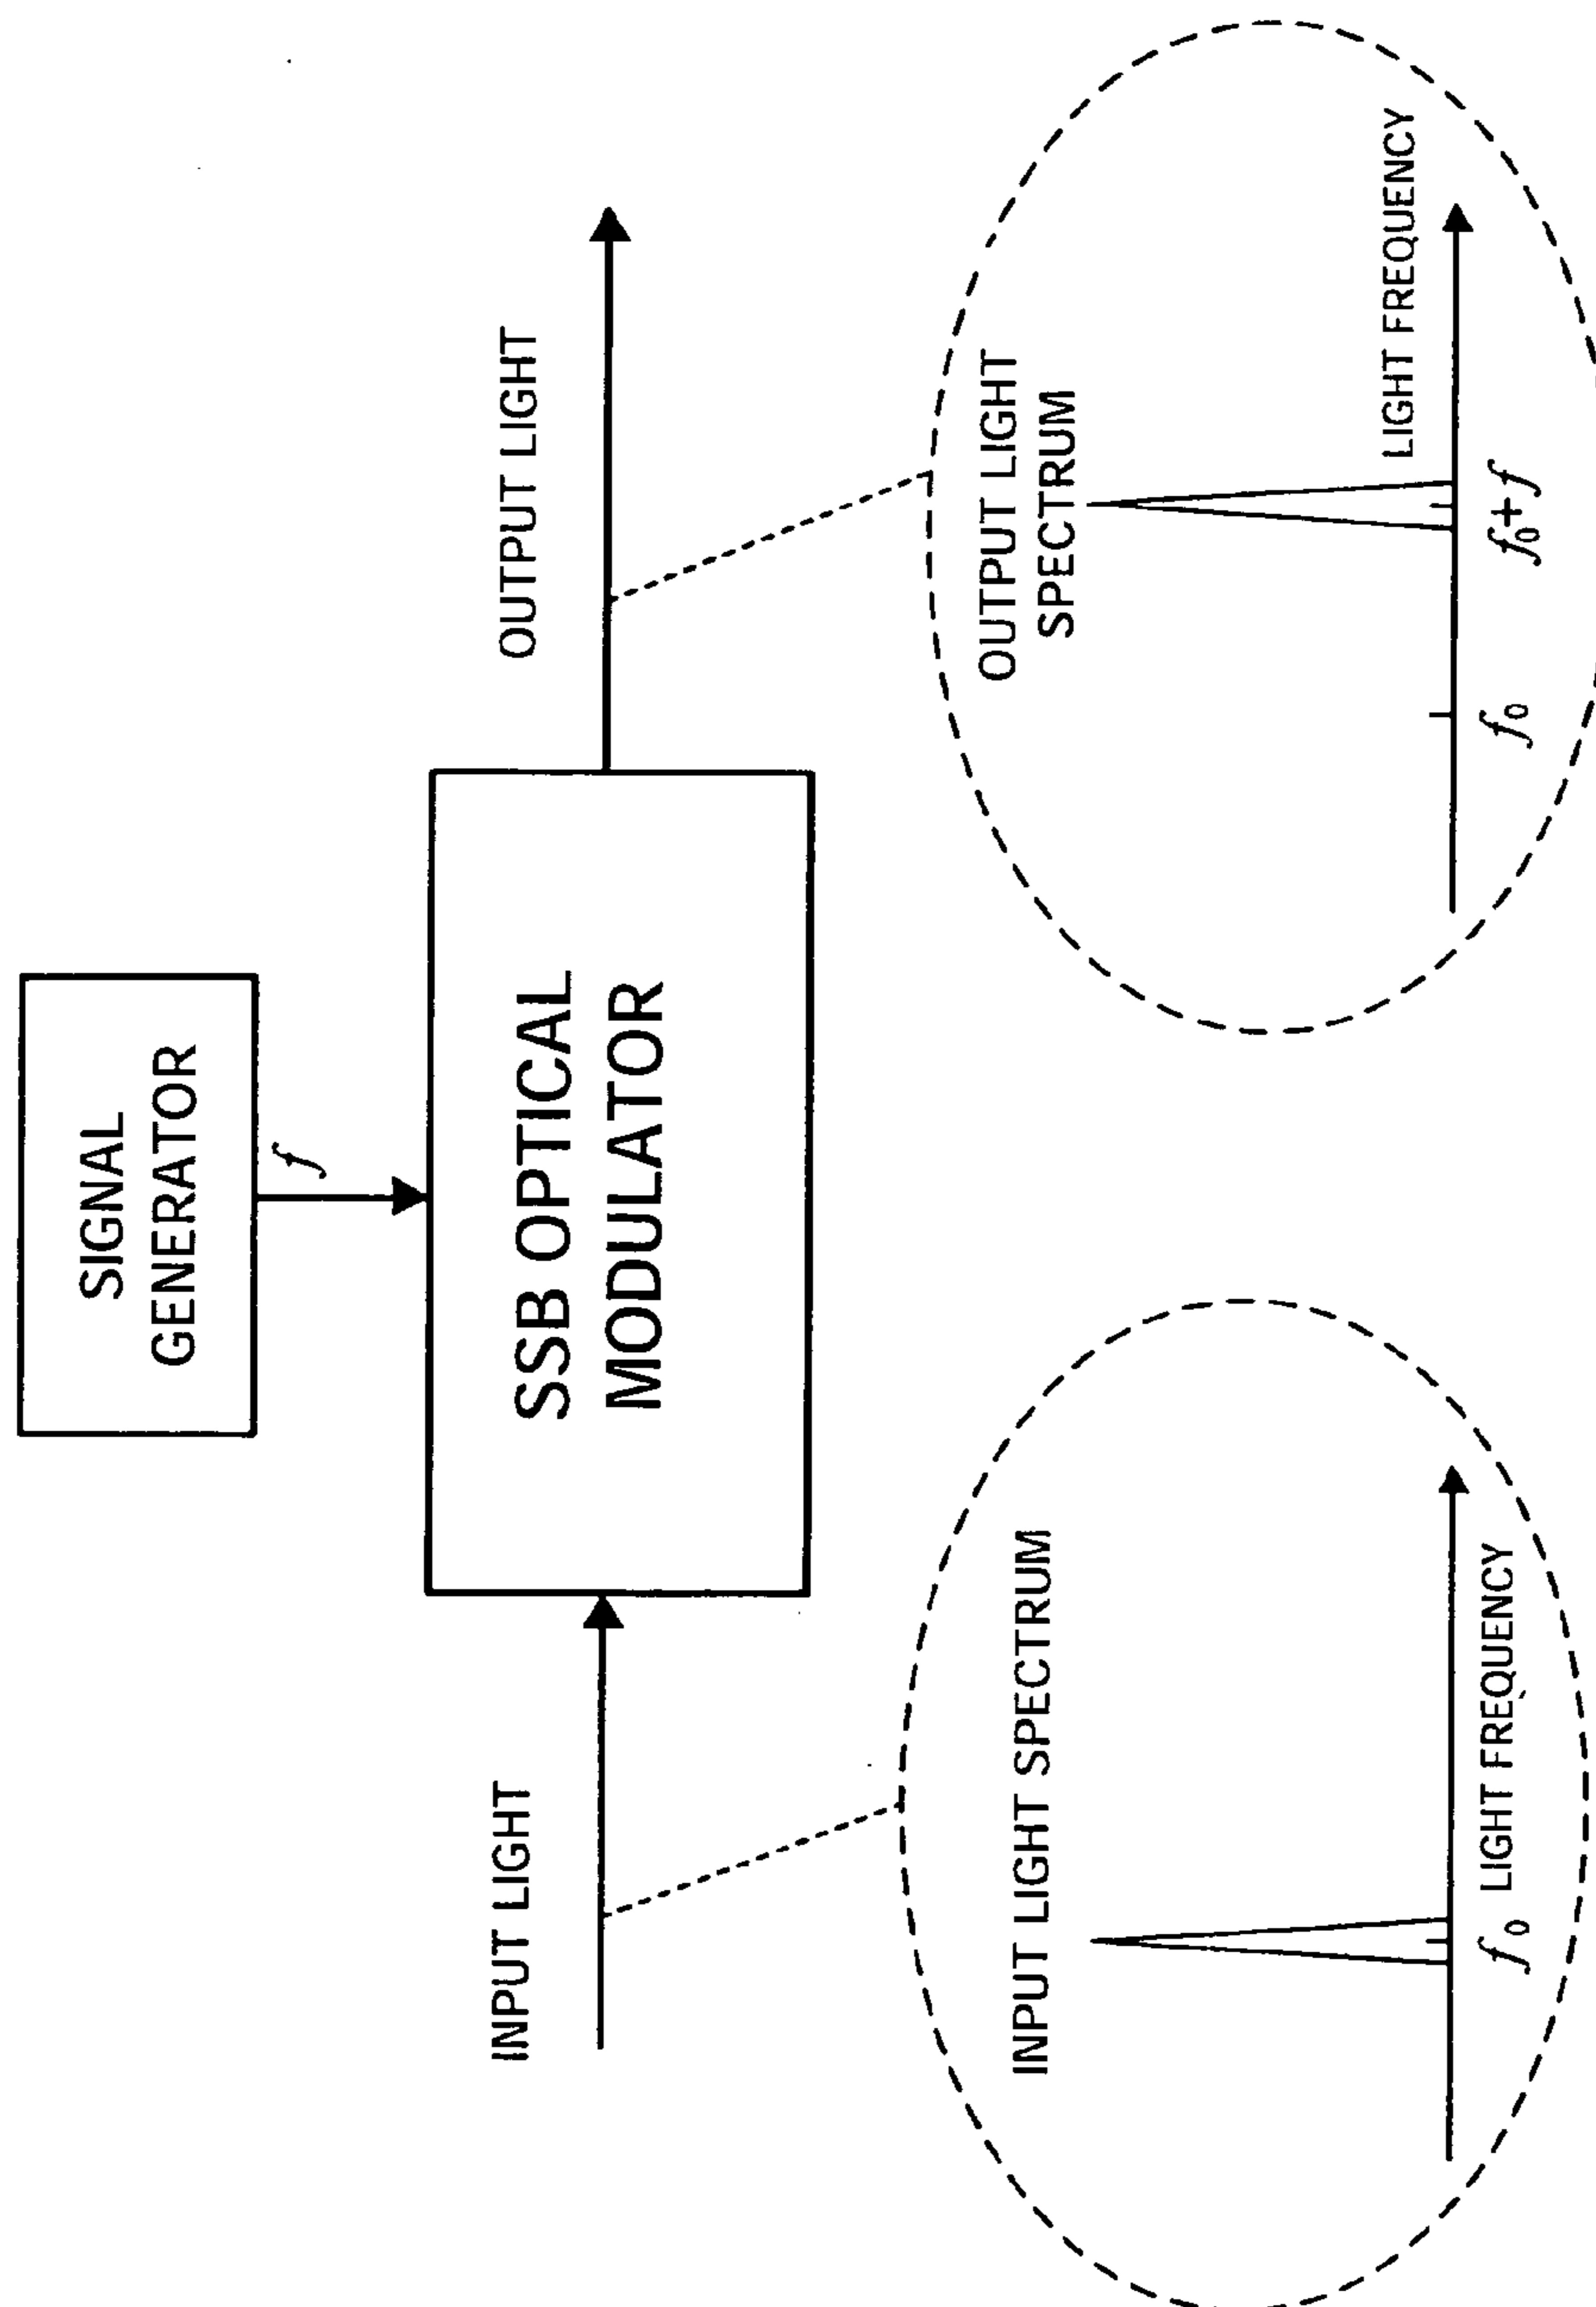 SIGNAL
GENERATOR
f
INPUT LIGHT
SSB OPTICAL
MODULATOR
OUTPUT LIGHT
INPUT LIGHT SPECTRUM
f₀ LIGHT FREQUENCY
OUTPUT LIGHT
SPECTRUM
LIGHT FREQUENCY
f₀ f₀+f